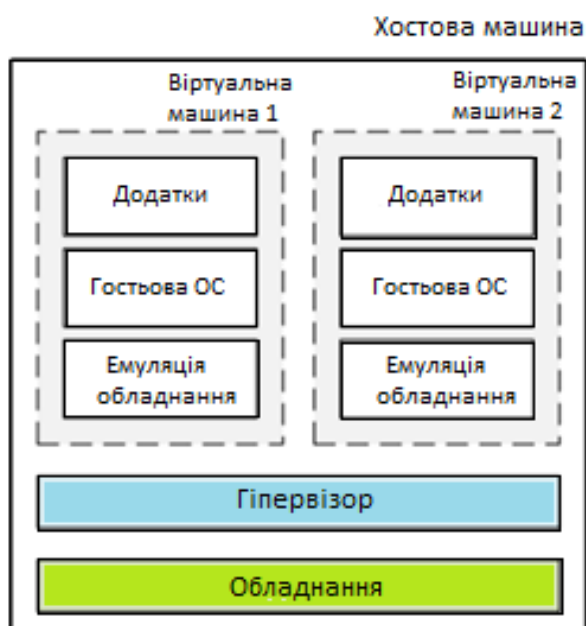 Хостова машина
Віртуальна
машина 1
Віртуальна
машина 2
Додатки
Додатки
Гостьова ОС
Гостьова ОС
Емуляція
обладнання
Емуляція
обладнання
Гіпервізор
Обладнання